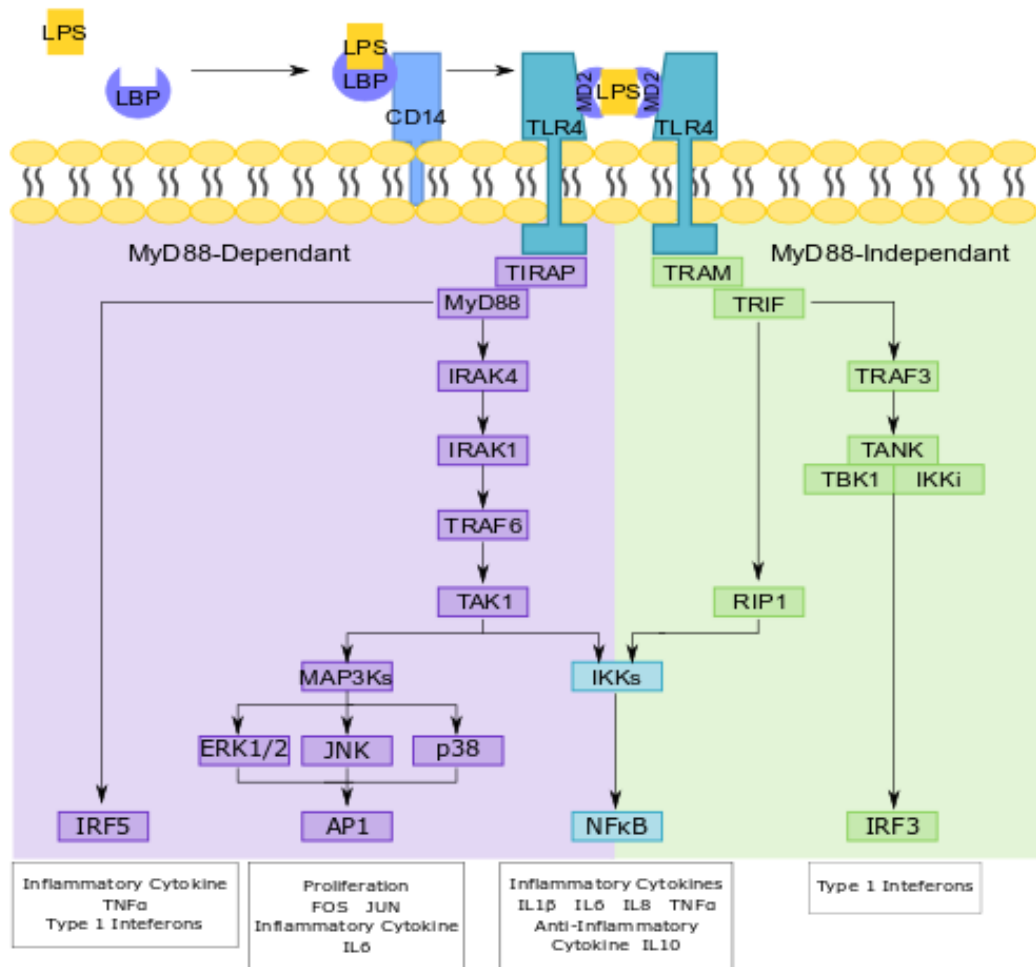 LPS
LBP
LPS
LBP
CD14
TLR4
MD2
LPS
MD2
TLR4
MyD88-Dependant
MyD88-Independant
TIRAP
TRAM
MyD88
TRIF
IRAK4
TRAF3
IRAK1
TANK
TBK1
IKKi
TRAF6
TAK1
RIP1
MAP3Ks
IKKs
ERK1/2
JNK
p38
IRF5
AP1
NFκB
IRF3
Inflammatory Cytokine
TNFα
Type 1 Inteferons
Proliferation
FOS JUN
Inflammatory Cytokine
IL6
Inflammatory Cytokines
IL1β IL6 IL8 TNFα
Anti-Inflammatory
Cytokine IL10
Type 1 Inteferons